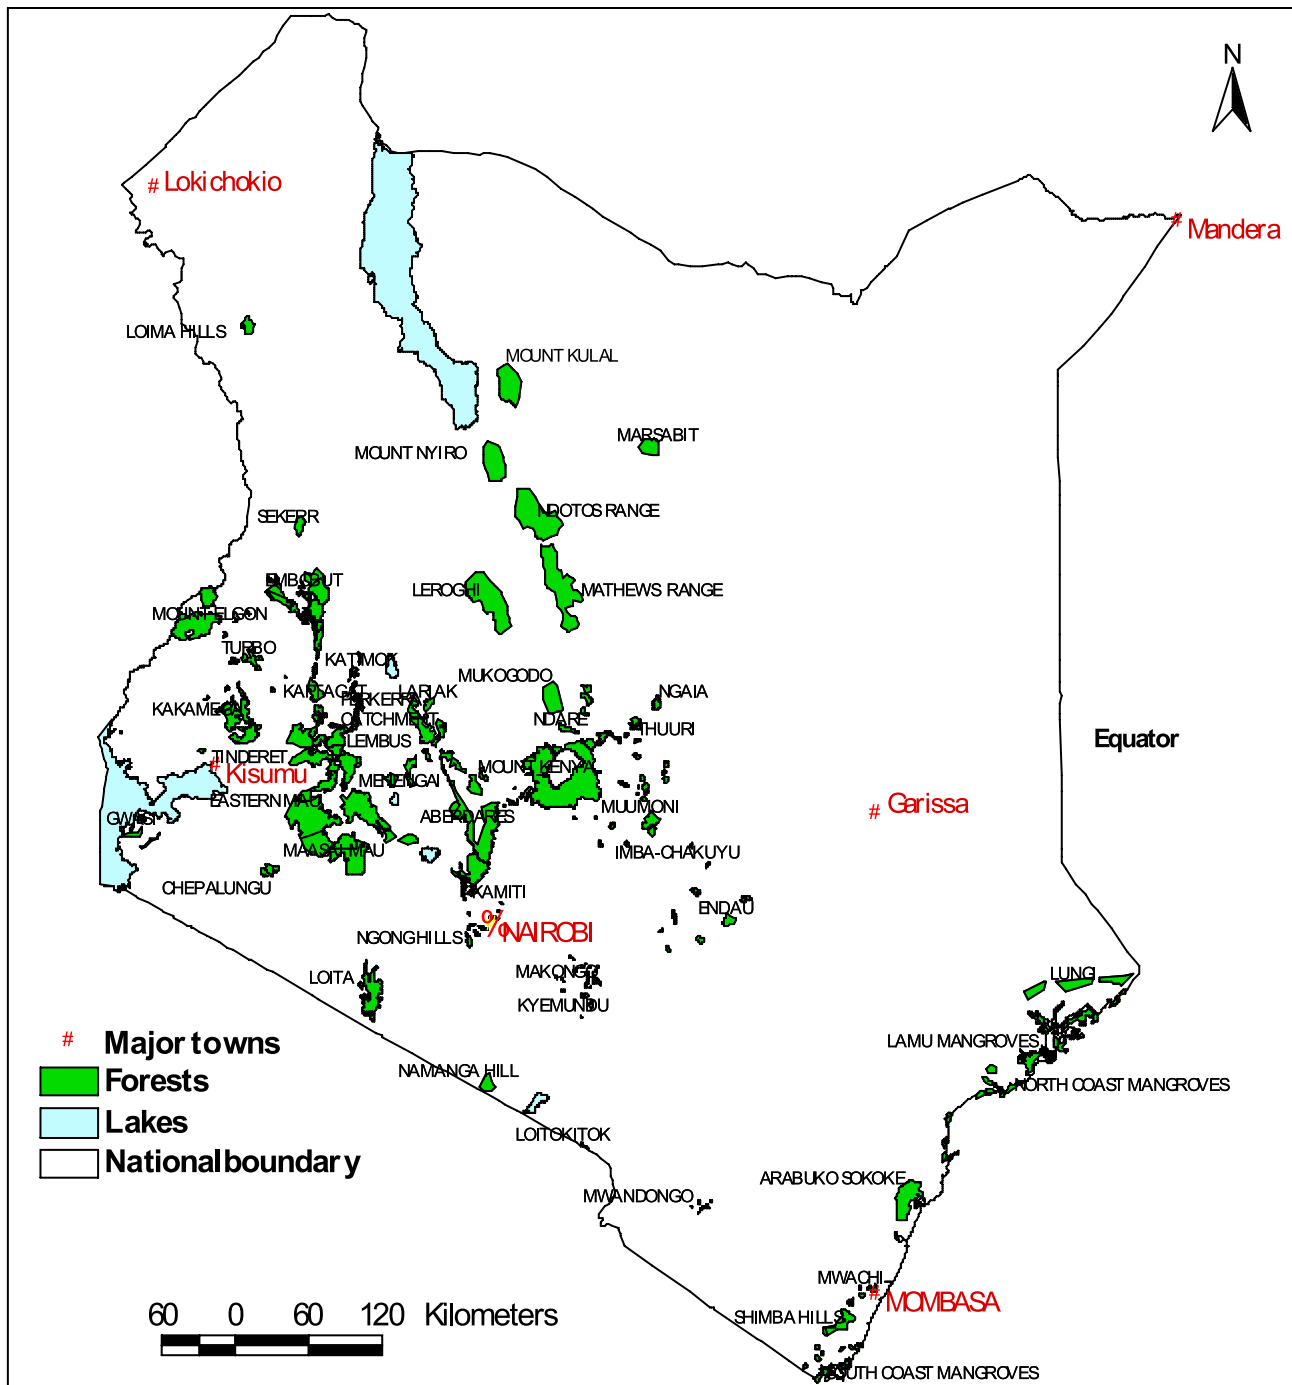 N
Lokichokio
Mandera
LOIMA HILLS
MOUNT KULAL
MARSABIT
MOUNT NYIRO
NDOTOS RANGE
SEKERR
EMBOBUT
LEROGHI
MATHEWS RANGE
MOUNT ELGON
TURBO
KATIMOK
MUKOGODO
NGAIA
KAPTAGAT
PERKERRA
CATCHMENT
LARIAK
KAKAMEGA
NDARE
THUURI
LEMBUS
Equator
TINDERET
Kisumu
MENENGAI
MOUNT KENYA
EASTERN MAU
GWASI
ABERDARES
MUUMONI
Garissa
MAASAI MAU
IMBA-CHAKUYU
CHEPALUNGU
KAMITI
ENDAU
NAIROBI
NGONG HILLS
LOITA
MAKONGO
KYEMUNDU
LUNGI
LAMU MANGROVES
NAMANGA HILL
NORTH COAST MANGROVES
LOITOKITOK
ARABUKO SOKOKE
MWANDONGO
MWACHI
MOMBASA
SHIMBA HILLS
SOUTH COAST MANGROVES
# Major towns
Forests
Lakes
National boundary
60 0 60 120 Kilometers